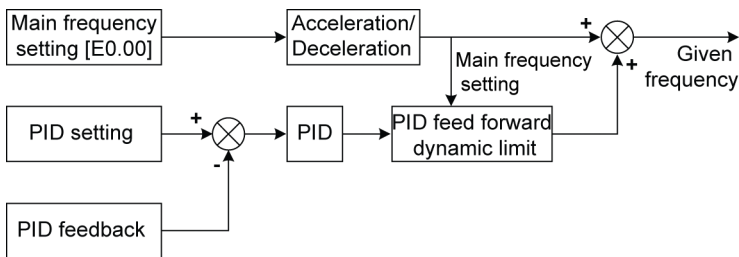 Main frequency
setting [E0.00]
Acceleration/
Deceleration
+
+
Given
frequency
Main frequency
setting
PID setting
+
-
PID
PID feed forward
dynamic limit
PID feedback